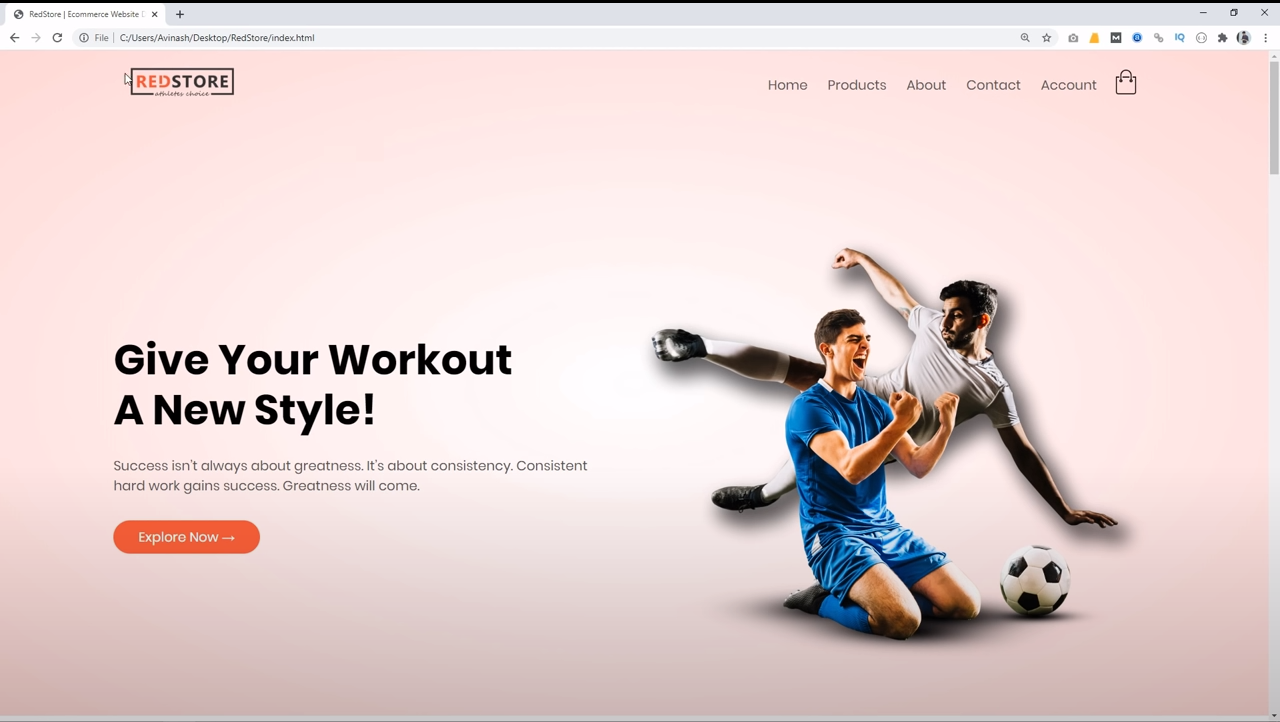 RedStore | Ecommerce Website
File
C:/Users/Avinash/Desktop/RedStore/index.html
M
IQ
REDSTORE
athletes choice
Home Products About Contact Account
Give Your Workout
A New Style!
Success isn't always about greatness. It's about consistency. Consistent
hard work gains success. Greatness will come.
Explore Now →